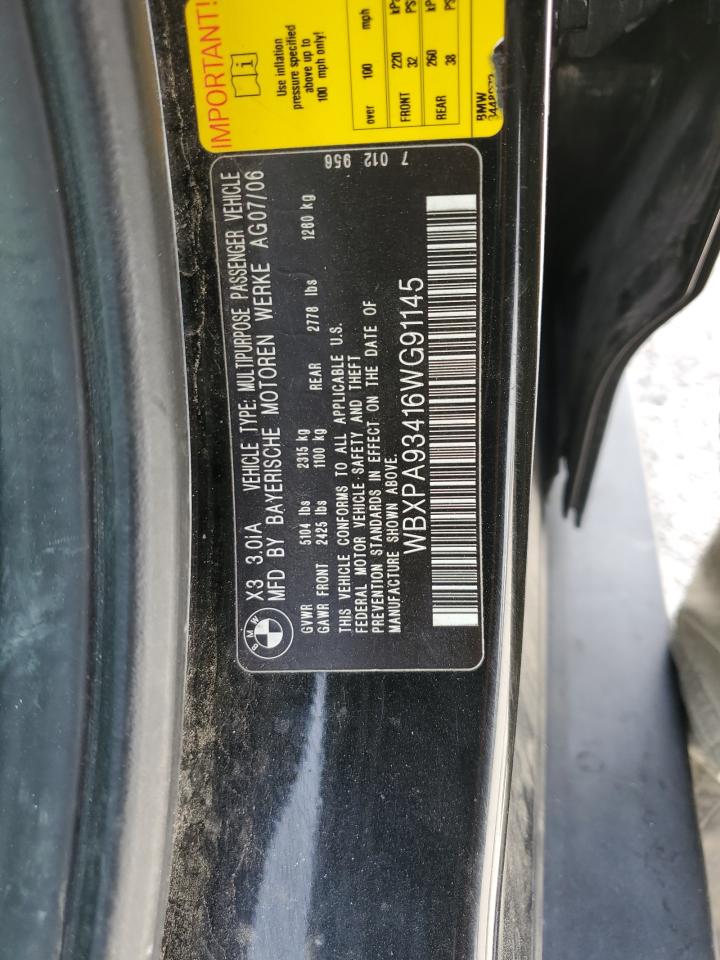 IMPORTANT!
Use inflation
pressure specified
above up to
100 mph only!
over 100 mph
220
FRONT 32
260
REAR 38
BMW
BMW
X3 3.0iA VEHICLE TYPE: MULTIPURPOSE PASSENGER VEHICLE
MFD BY BAYERISCHE MOTOREN WERKE AG07/06
GVWR 5104 lbs 2315 kg
GAWR FRONT 2425 lbs 1100 kg REAR 2778 lbs 1260 kg
THIS VEHICLE CONFORMS TO ALL APPLICABLE U.S.
FEDERAL MOTOR VEHICLE SAFETY AND THEFT
PREVENTION STANDARDS IN EFFECT ON THE DATE OF
MANUFACTURE SHOWN ABOVE.
7 012 956
WBXPA93416WG91145